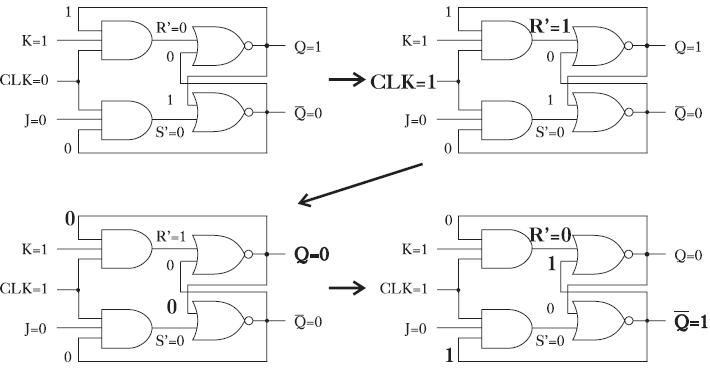 1
R'=0
K=1
Q=1
0
CLK=0
1
J=0
Q̅=0
S'=0
0
1
R'=1
K=1
Q=1
0
CLK=1
1
J=0
Q̅=0
S'=0
0
0
R'=1
K=1
Q=0
0
CLK=1
0
J=0
Q̅=0
S'=0
0
0
R'=0
K=1
Q=0
1
CLK=1
0
J=0
Q̅=1
S'=0
1